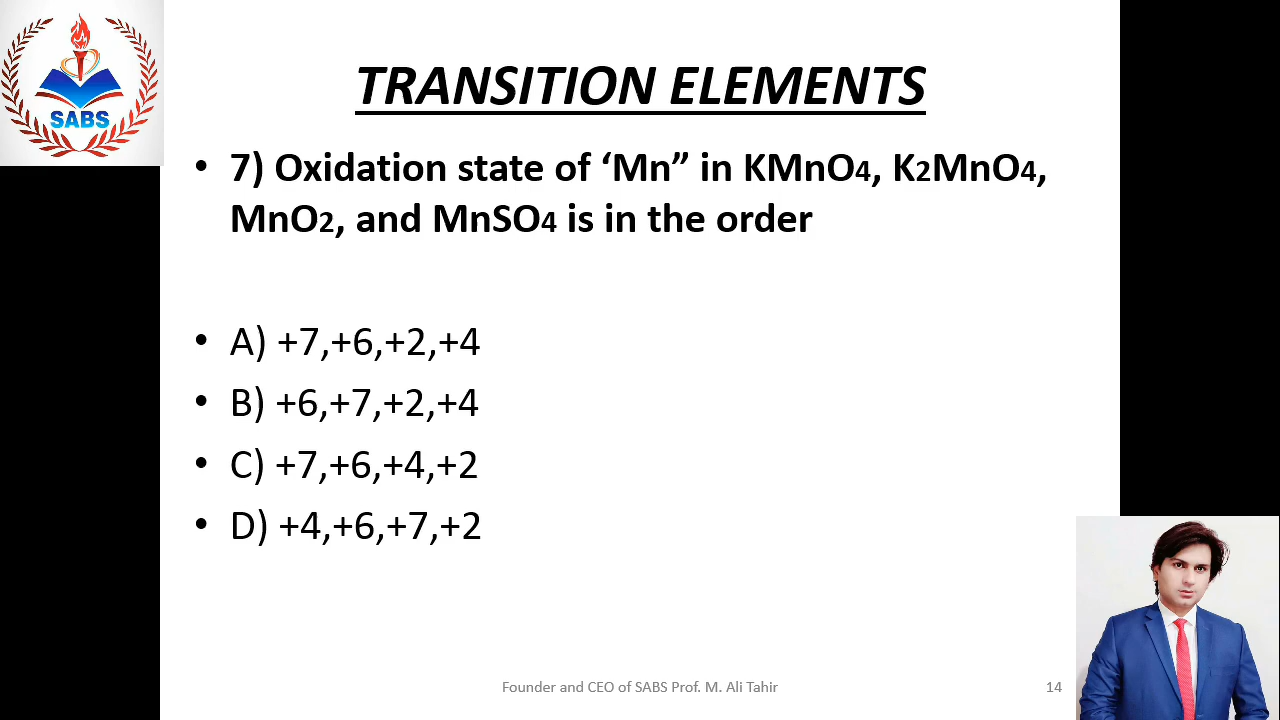 SABS
TRANSITION ELEMENTS
• 7) Oxidation state of ‘Mn” in KMnO4, K2MnO4,
MnO2, and MnSO4 is in the order
• A) +7,+6,+2,+4
• B) +6,+7,+2,+4
• C) +7,+6,+4,+2
• D) +4,+6,+7,+2
Founder and CEO of SABS Prof. M. Ali Tahir
14